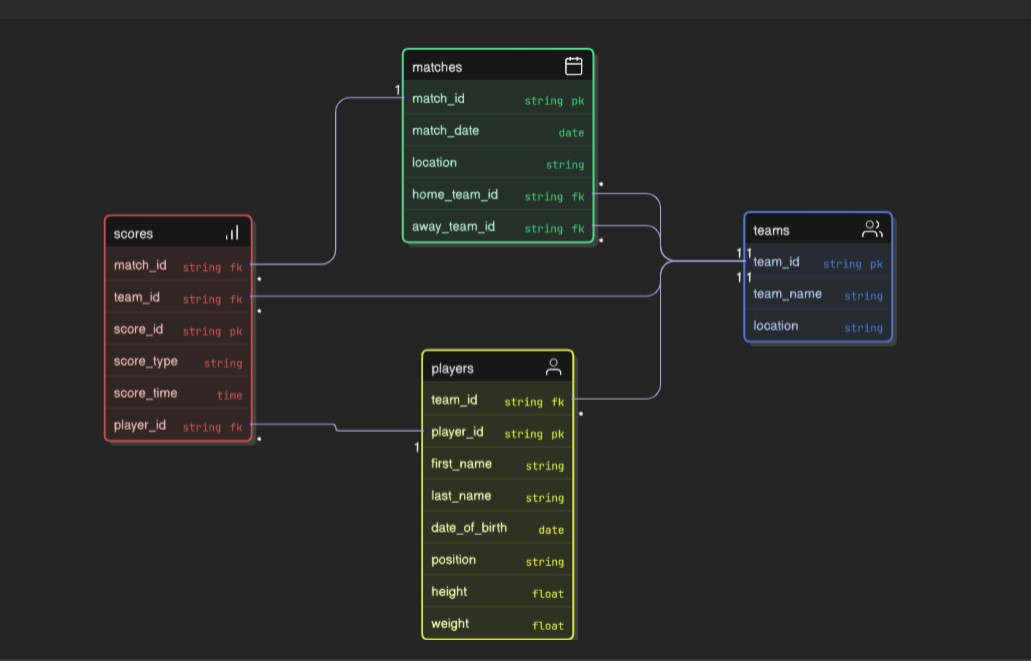 matches
1
match_id string pk
match_date date
location string
home_team_id string fk
*
away_team_id string fk
*
scores
match_id string fk
*
team_id string fk
*
score_id string pk
score_type string
score_time time
player_id string fk
*
teams
1 1
team_id string pk
1 1
team_name string
location string
players
team_id string fk
*
player_id string pk
1
first_name string
last_name string
date_of_birth date
position string
height float
weight float